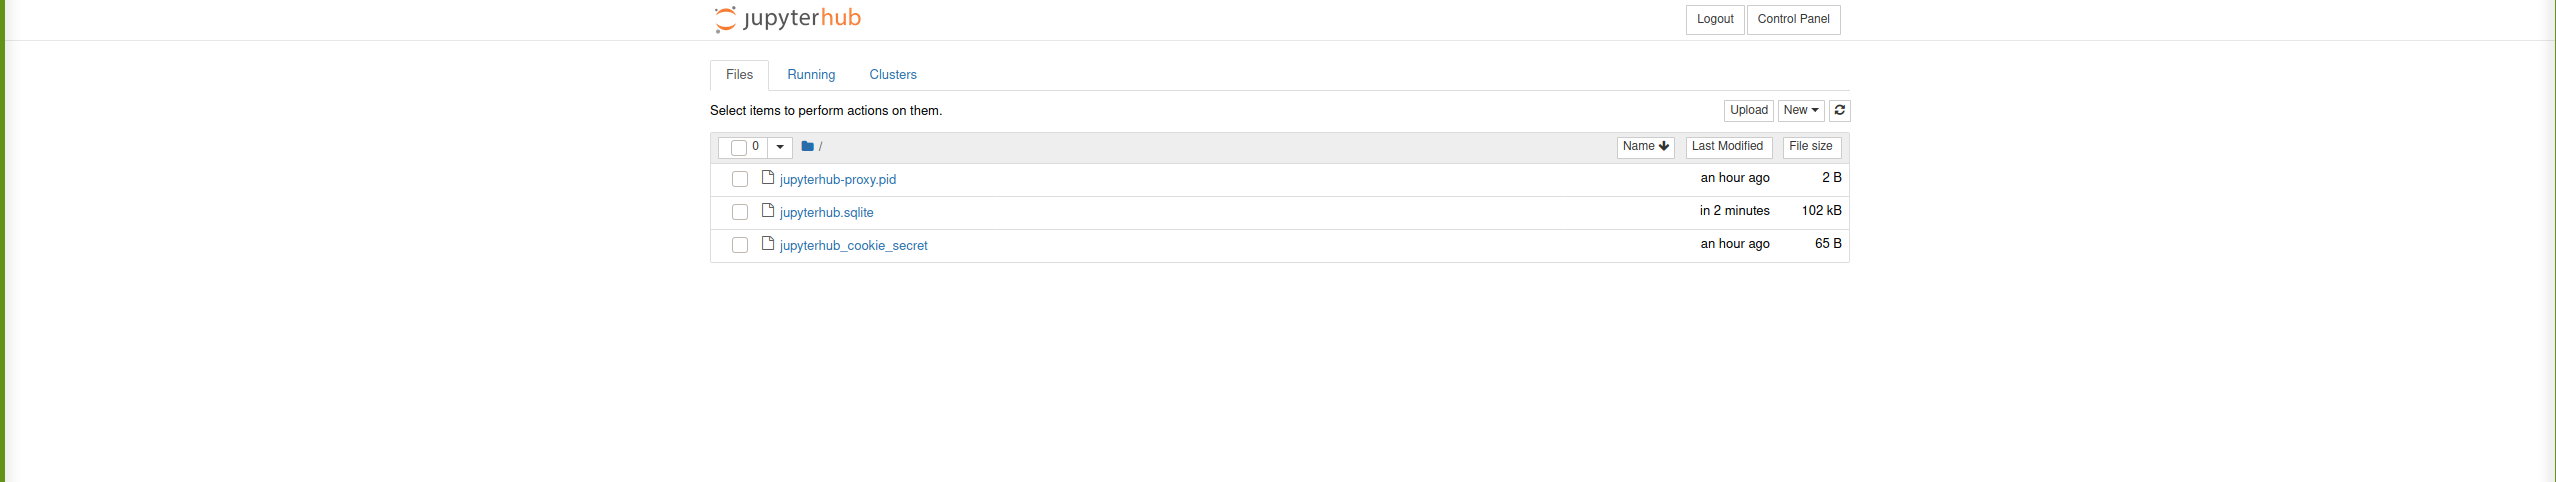 jupyterhub Logout Control Panel
Files Running Clusters
Select items to perform actions on them. Upload New
0 / Name Last Modified File size
jupyterhub-proxy.pid an hour ago 2 B
jupyterhub.sqlite in 2 minutes 102 kB
jupyterhub_cookie_secret an hour ago 65 B